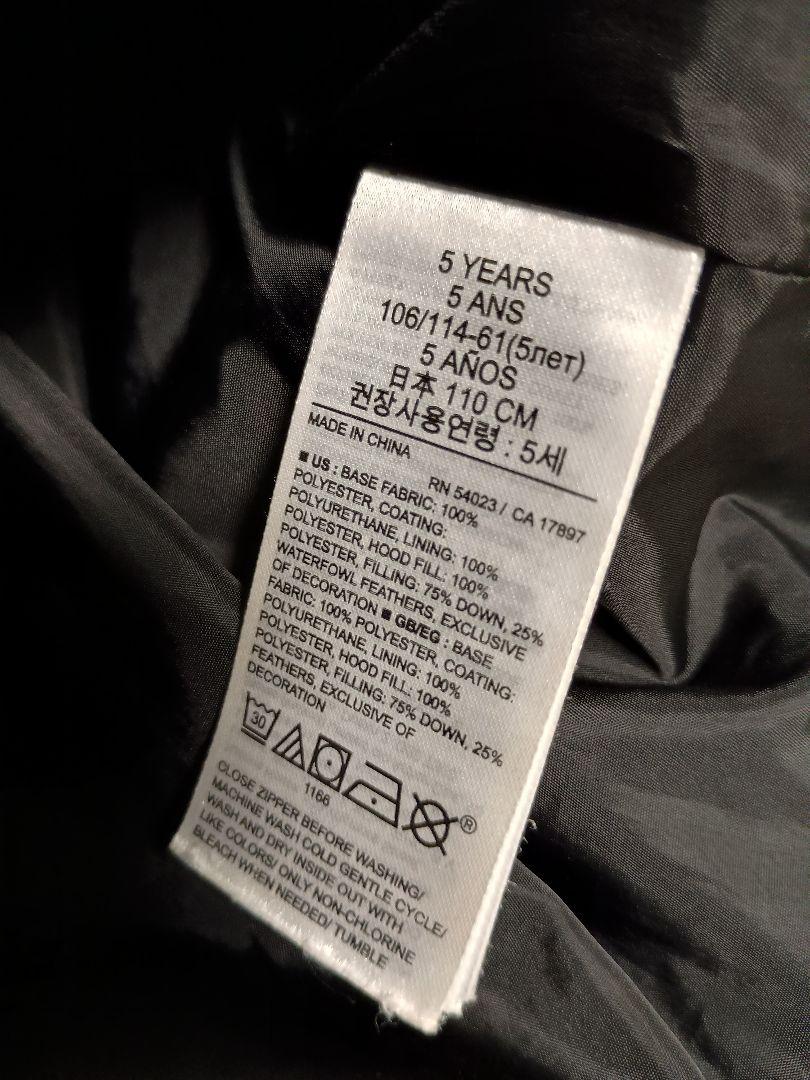 5 YEARS
5 ANS
106/114-61(5лет)
5 AÑOS
日本 110 CM
권장사용연령 : 5세
MADE IN CHINA
RN 54023 / CA 17897
■ US : BASE FABRIC: 100%
POLYESTER, COATING:
POLYURETHANE, LINING: 100%
POLYESTER, HOOD FILL: 100%
POLYESTER, FILLING: 75% DOWN, 25%
WATERFOWL FEATHERS, EXCLUSIVE
OF DECORATION ■ GB/EG : BASE
FABRIC: 100% POLYESTER, COATING:
POLYURETHANE, LINING: 100%
POLYESTER, HOOD FILL: 100%
POLYESTER, FILLING: 75% DOWN, 25%
FEATHERS, EXCLUSIVE OF
DECORATION
30
®
1166
CLOSE ZIPPER BEFORE WASHING/
MACHINE WASH COLD GENTLE CYCLE/
WASH AND DRY INSIDE OUT WITH
LIKE COLORS/ ONLY NON-CHLORINE
BLEACH WHEN NEEDED/ TUMBLE